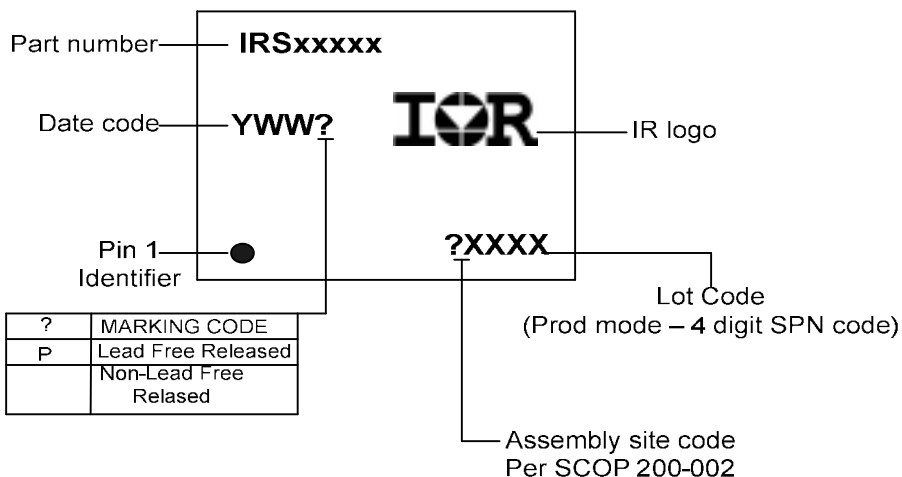 Part number
IRSxxxxx
Date code
YWW?
IOR
IR logo
Pin 1
Identifier
?XXXX
Lot Code
(Prod mode – 4 digit SPN code)
? MARKING CODE
P Lead Free Released
Non-Lead Free
Relased
Assembly site code
Per SCOP 200-002